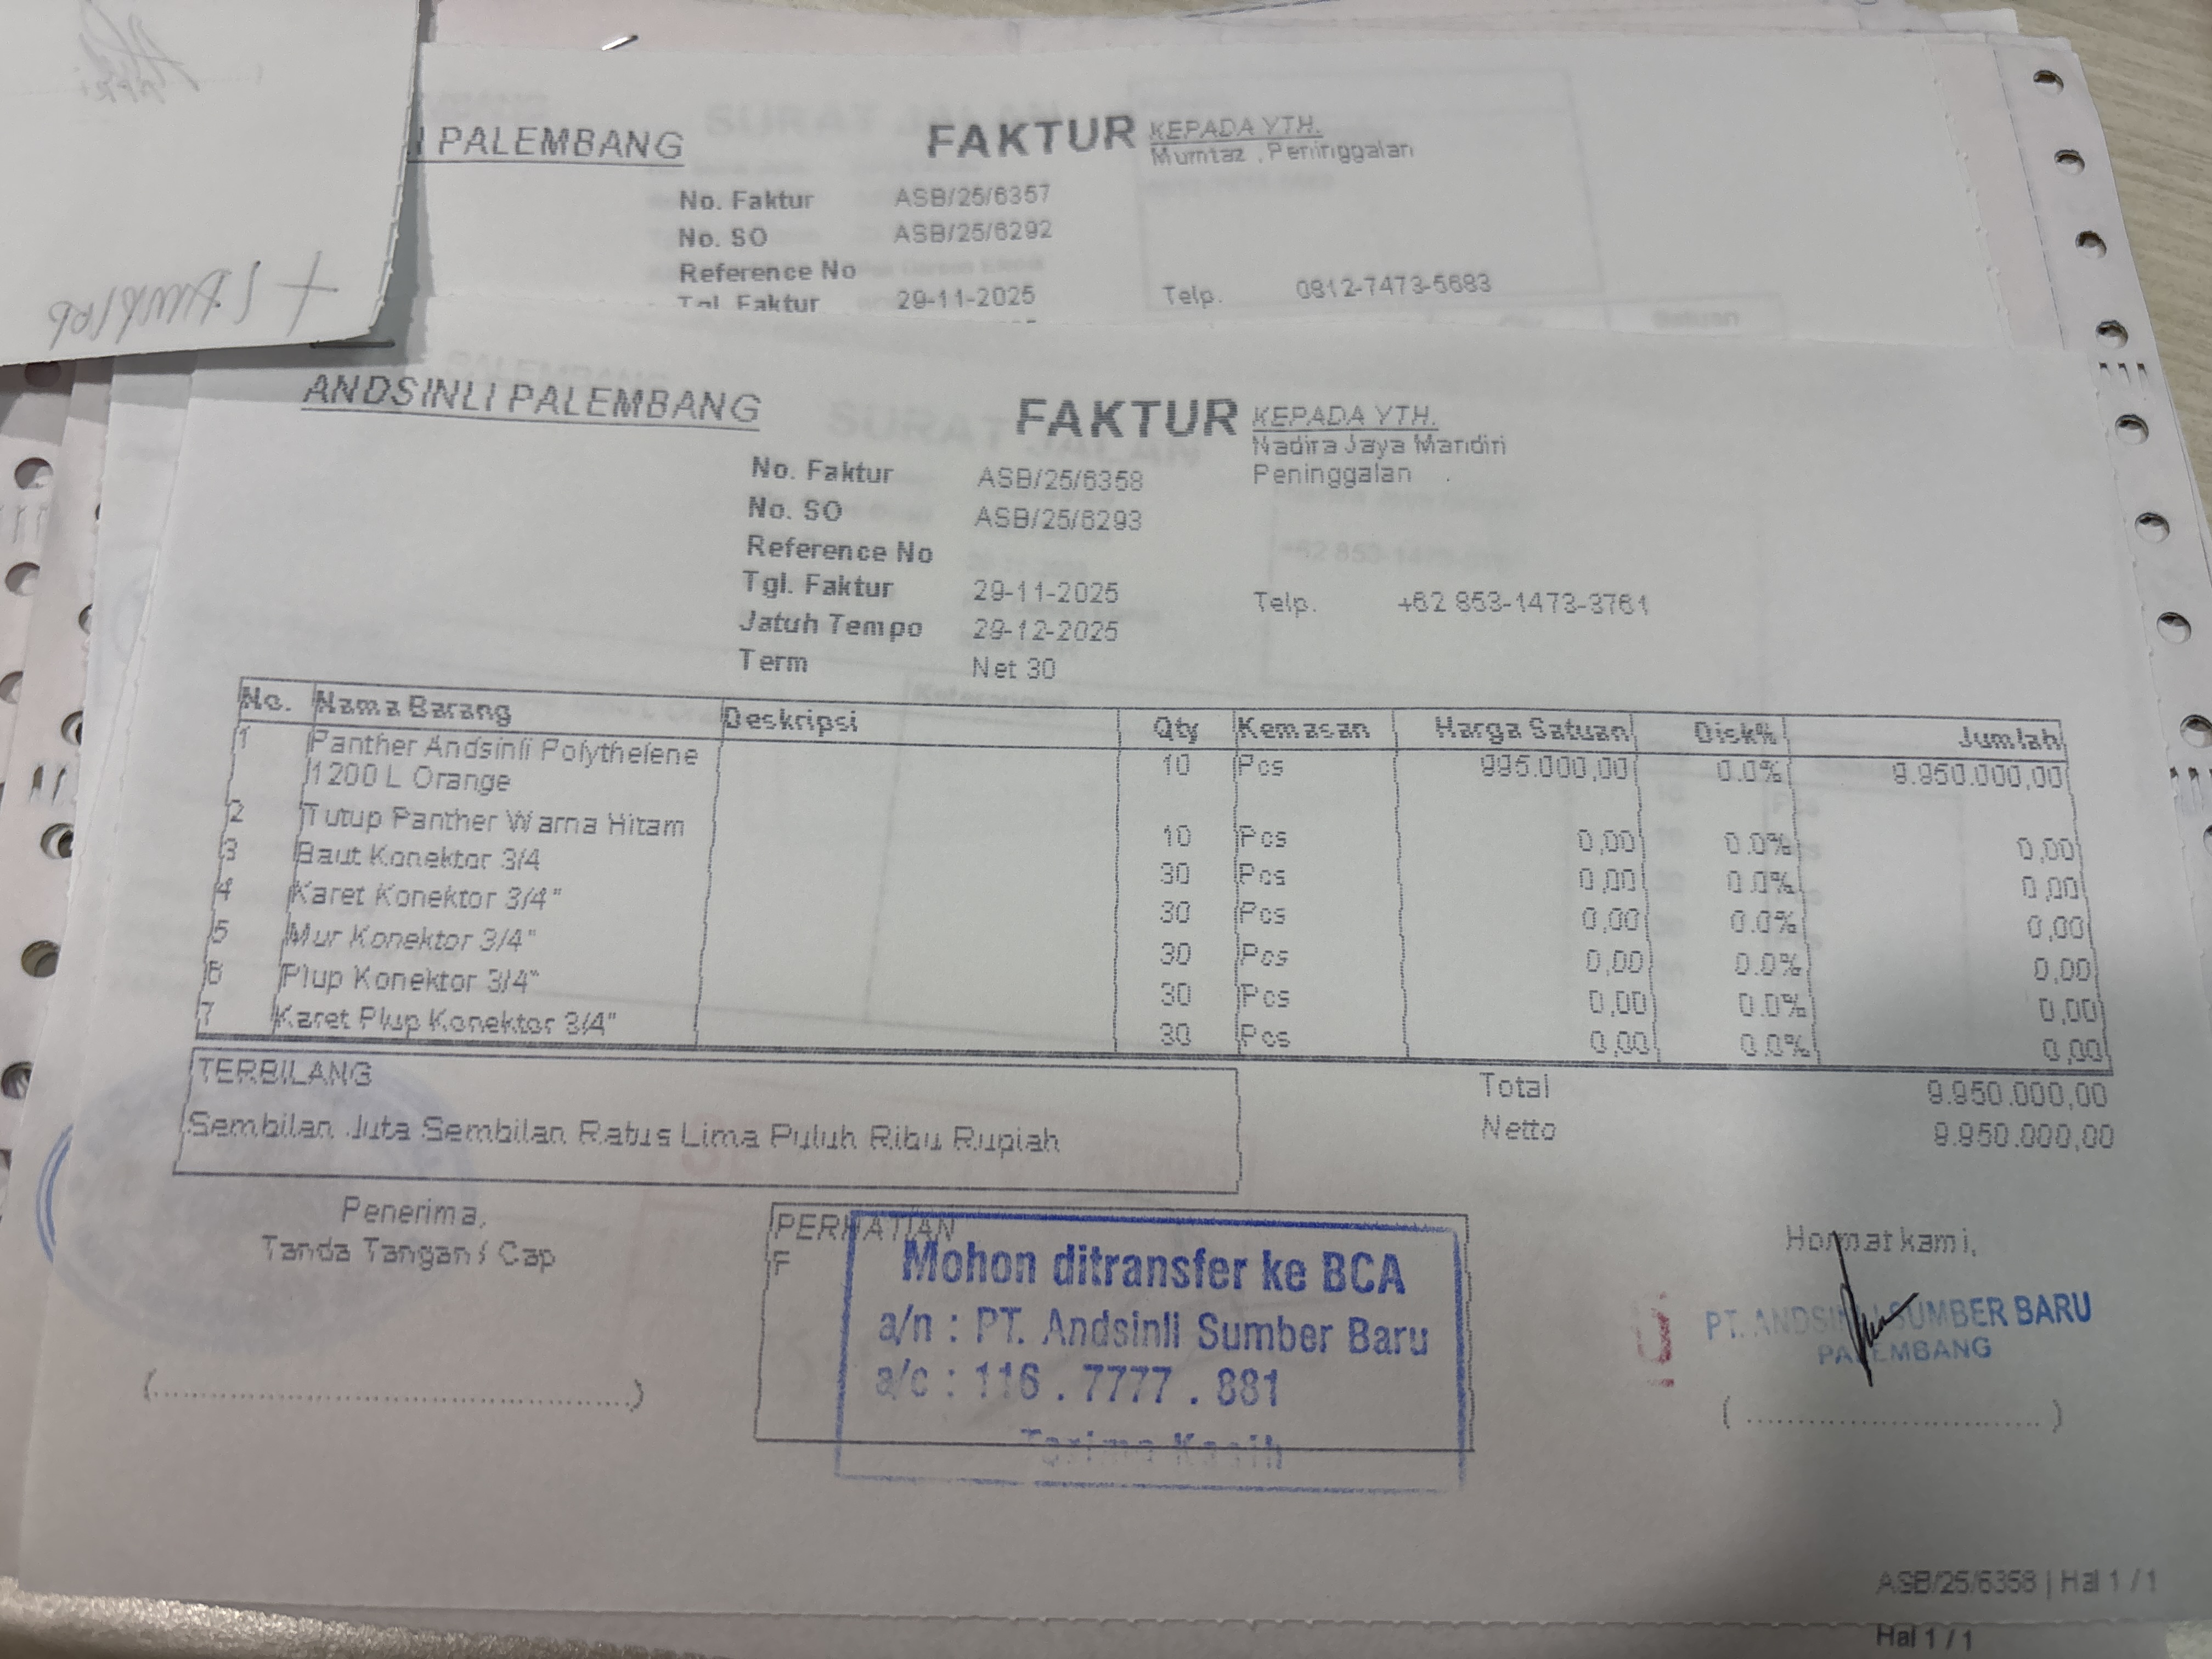 I PALEMBANG
FAKTUR
KEPADA YTH.
Mumtaz , Peninggalan
No. Faktur ASB/25/6357
No. SO ASB/25/6292
Reference No
Tgl. Faktur 29-11-2025
Telp. 0812-7473-5683
ANDSINLI PALEMBANG
FAKTUR
KEPADA YTH.
Nadira Jaya Mandiri
Peninggalan
No. Faktur ASB/25/6358
No. SO ASB/25/6293
Reference No
Tgl. Faktur 29-11-2025
Jatuh Tempo 29-12-2025
Term Net 30
Telp. +62 853-1473-3761
No. Nama Barang Deskripsi Qty Kemasan Harga Satuan Disk% Jumlah
1 Panther Andsinli Polythelene 10 Pcs 995.000,00 0.0% 9.950.000,00
1200 L Orange
2 Tutup Panther Warna Hitam 10 Pcs 0,00 0.0% 0,00
3 Baut Konektor 3/4 30 Pcs 0,00 0.0% 0,00
4 Karet Konektor 3/4" 30 Pcs 0,00 0.0% 0,00
5 Mur Konektor 3/4" 30 Pcs 0,00 0.0% 0,00
6 Plup Konektor 3/4" 30 Pcs 0,00 0.0% 0,00
7 Karet Plup Konektor 3/4" 30 Pcs 0,00 0.0% 0,00
TERBILANG
Sembilan Juta Sembilan Ratus Lima Puluh Ribu Rupiah
Total 9.950.000,00
Netto 9.950.000,00
Penerima,
Tanda Tangan / Cap
PERHATIAN
F
Mohon ditransfer ke BCA
a/n : PT. Andsinli Sumber Baru
a/c : 116 . 7777 . 881
Terima Kasih
Hormat kami,
PT. ANDSINLI SUMBER BARU
PALEMBANG
ASB/25/6358 | Hal 1 / 1
Hal 1 / 1